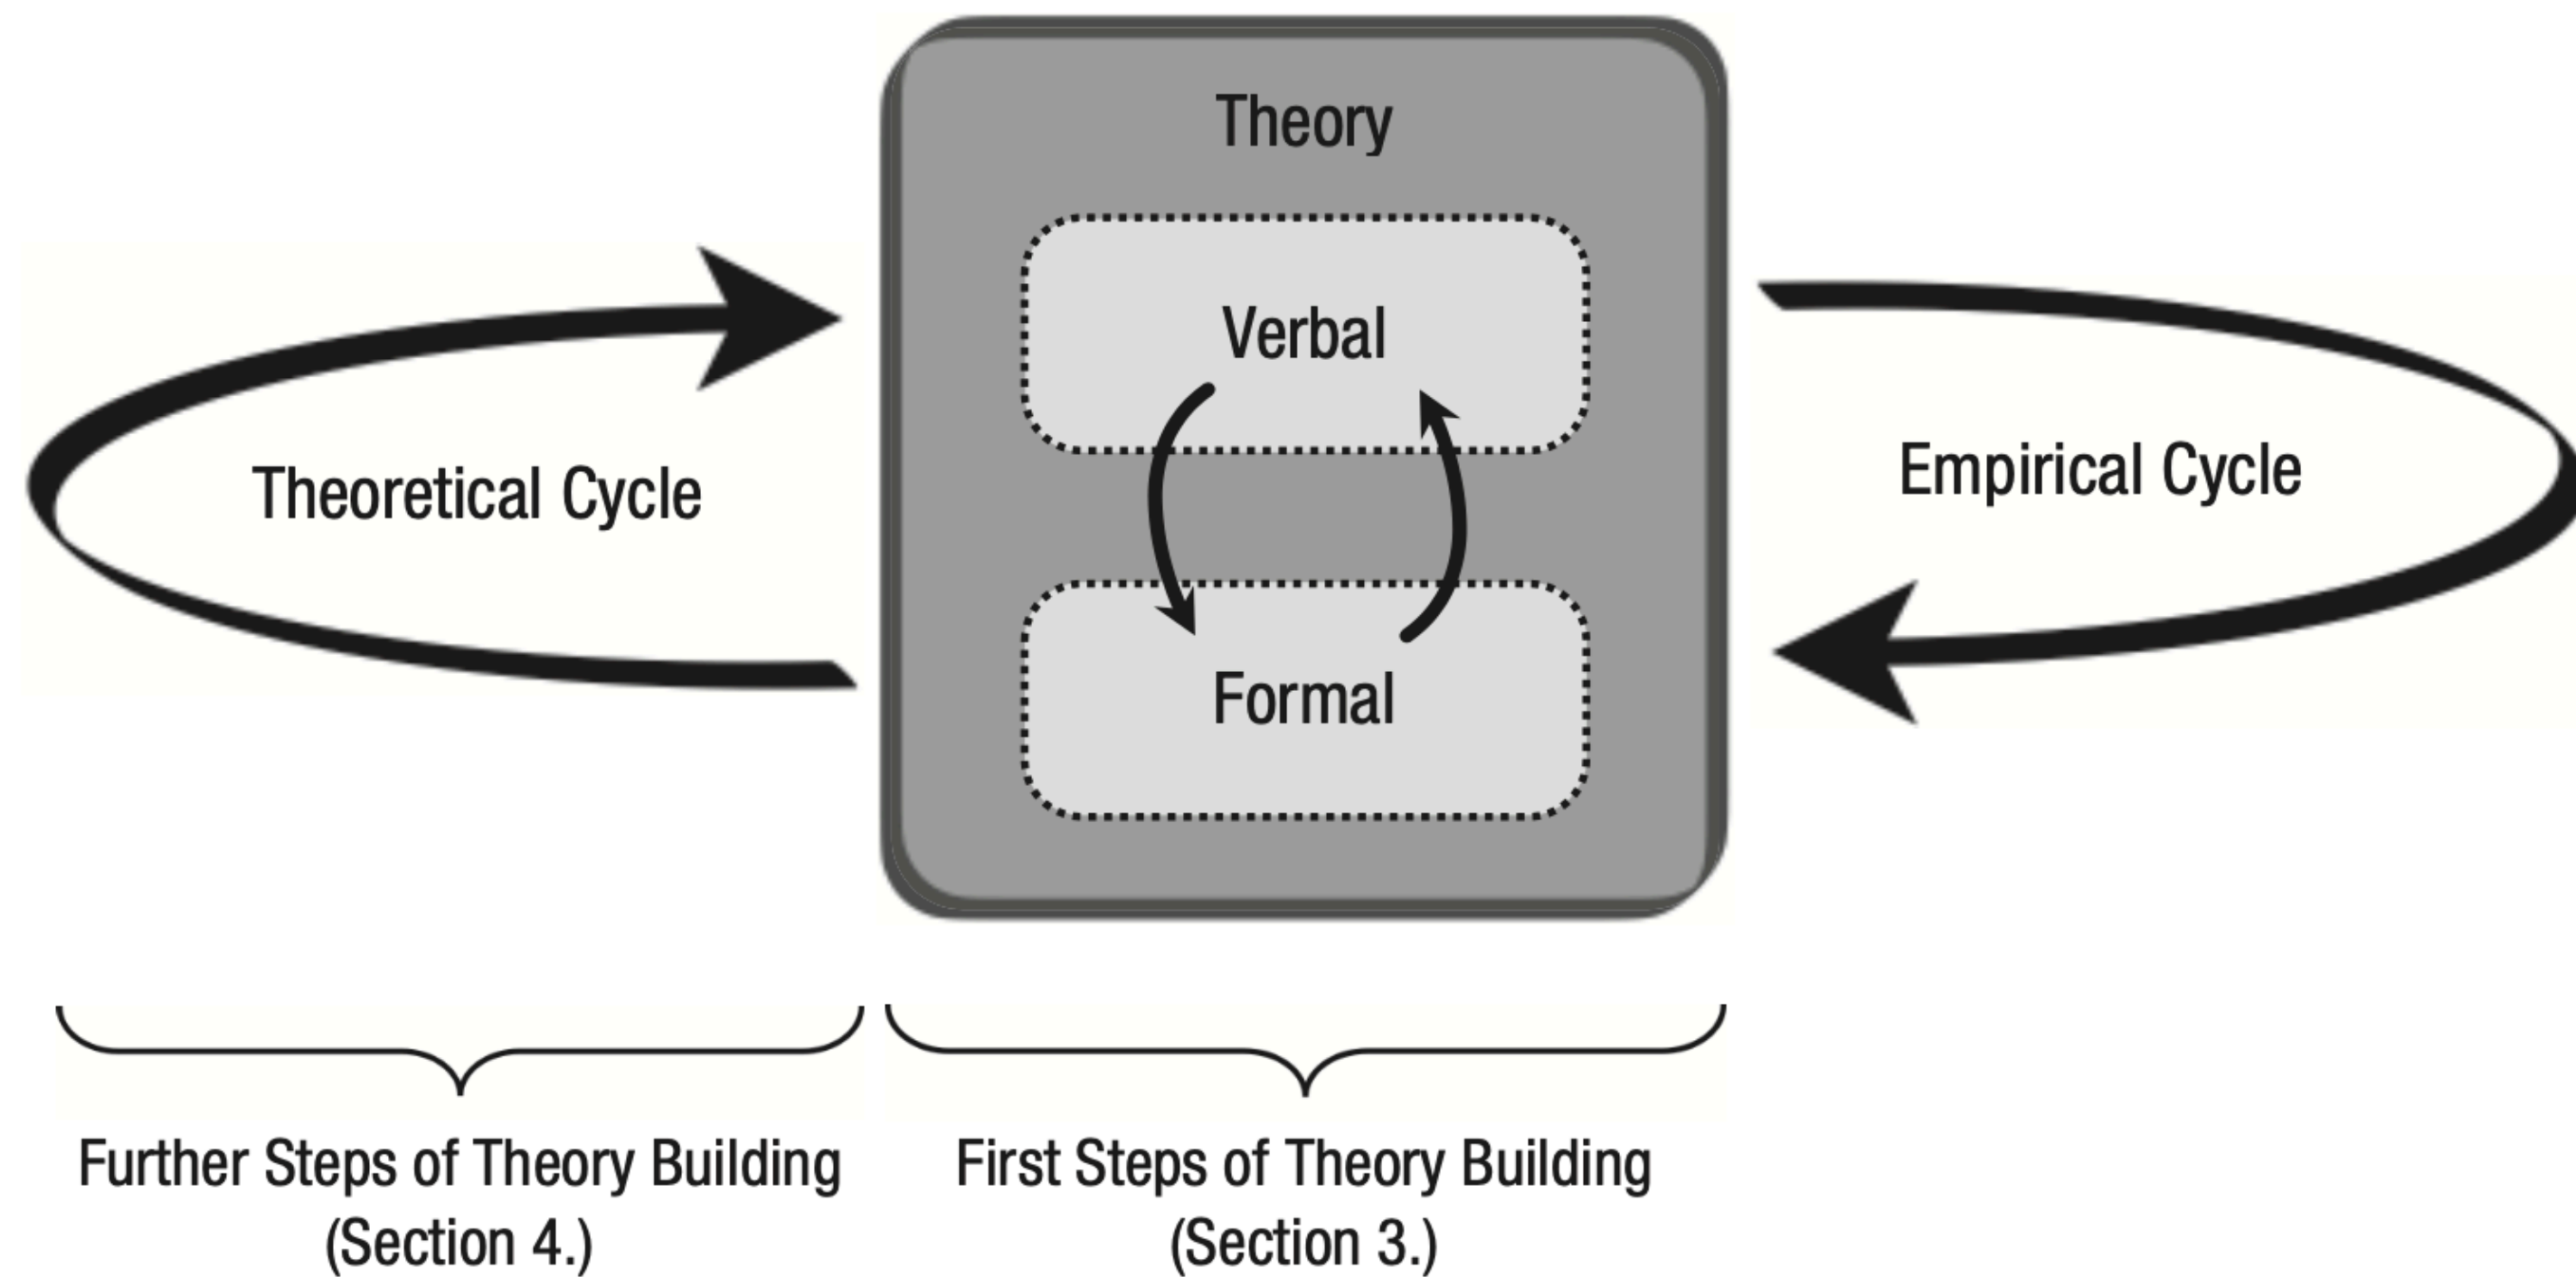 Theory
Verbal
Theoretical Cycle
Empirical Cycle
Formal
Further Steps of Theory Building
(Section 4.)
First Steps of Theory Building
(Section 3.)